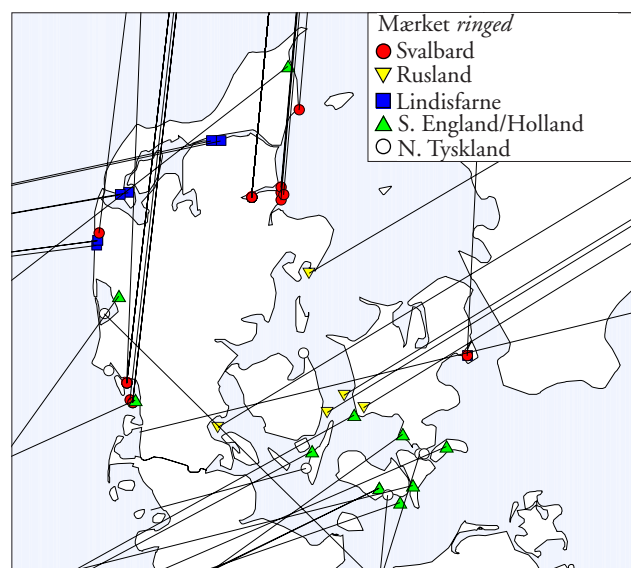 Mærket ringed
Svalbard
Rusland
Lindisfarne
S. England/Holland
N. Tyskland